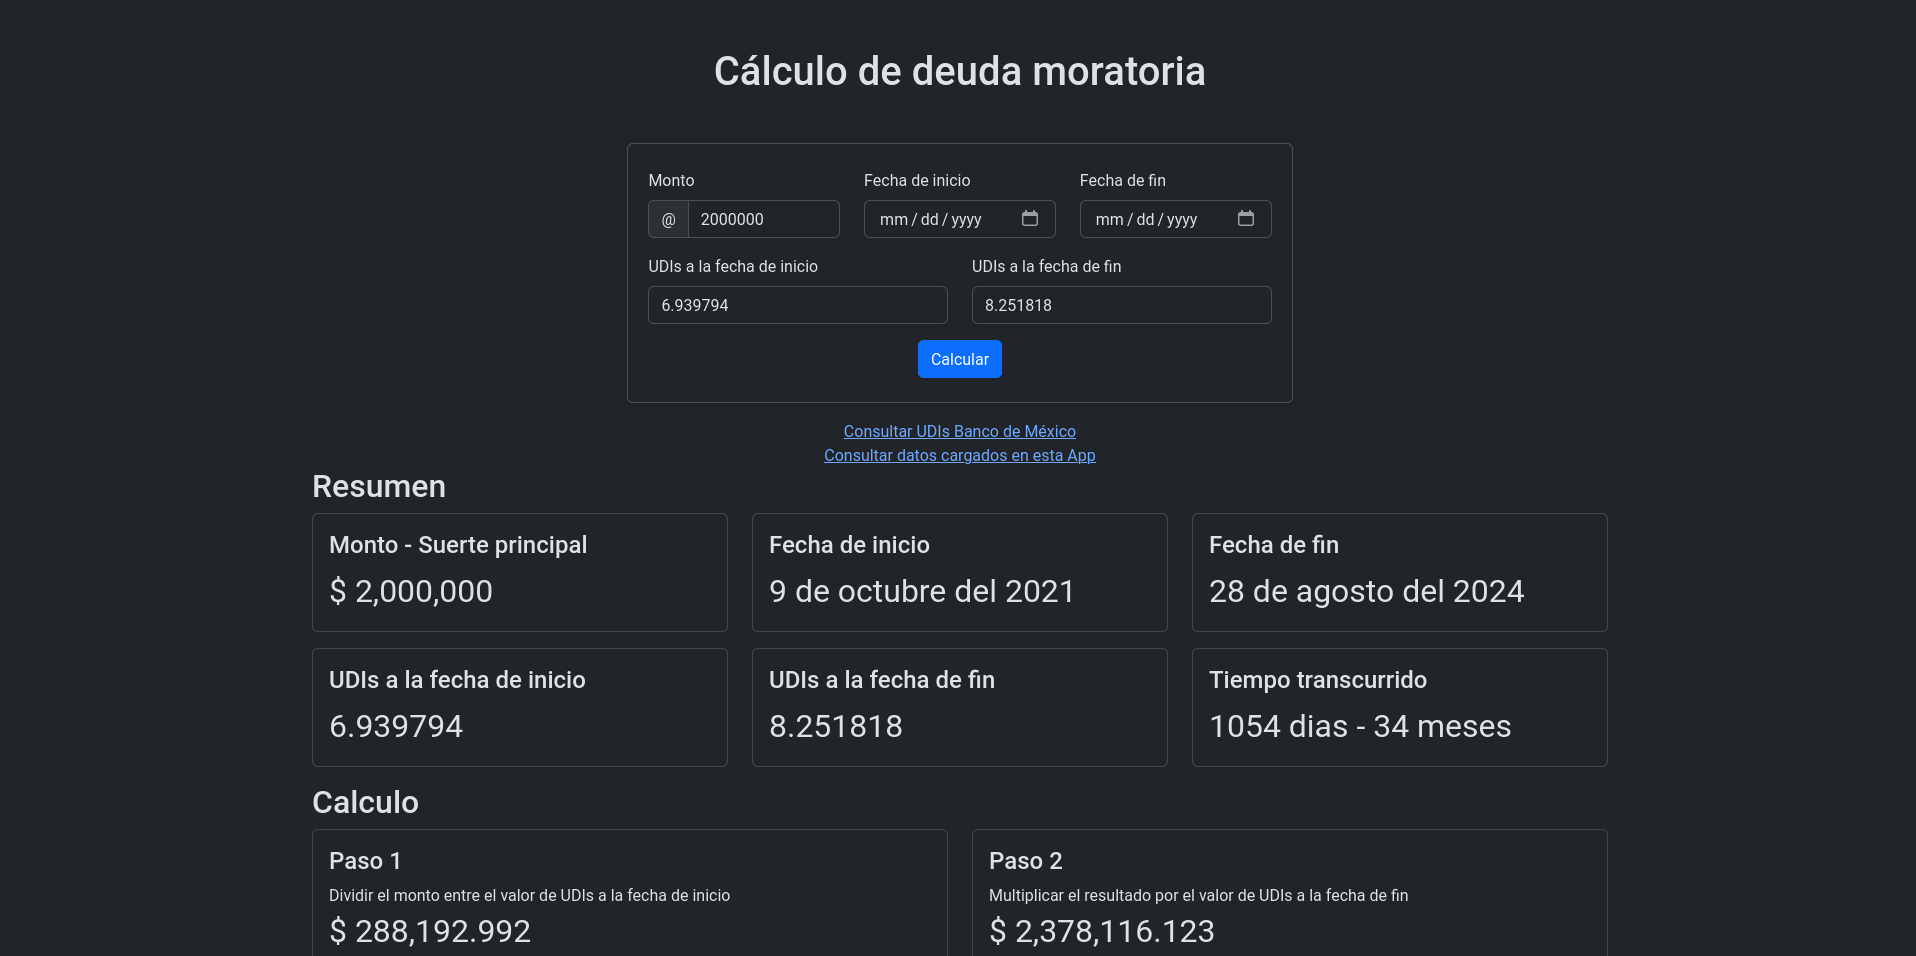 Cálculo de deuda moratoria
Monto Fecha de inicio Fecha de fin
@ 2000000 mm / dd / yyyy mm / dd / yyyy
UDIs a la fecha de inicio UDIs a la fecha de fin
6.939794 8.251818
Calcular
Consultar UDIs Banco de México
Consultar datos cargados en esta App
Resumen
Monto - Suerte principal
$ 2,000,000
Fecha de inicio
9 de octubre del 2021
Fecha de fin
28 de agosto del 2024
UDIs a la fecha de inicio
6.939794
UDIs a la fecha de fin
8.251818
Tiempo transcurrido
1054 dias - 34 meses
Calculo
Paso 1
Dividir el monto entre el valor de UDIs a la fecha de inicio
$ 288,192.992
Paso 2
Multiplicar el resultado por el valor de UDIs a la fecha de fin
$ 2,378,116.123